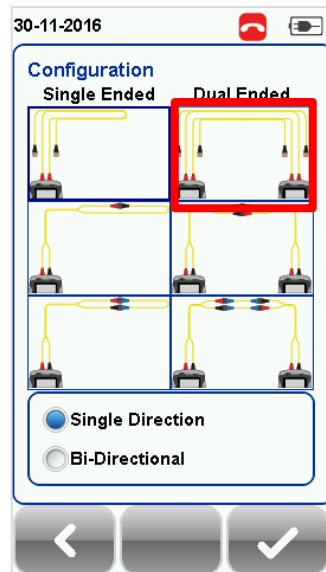 30-11-2016
Configuration
Single Ended Dual Ended
Single Direction
Bi-Directional